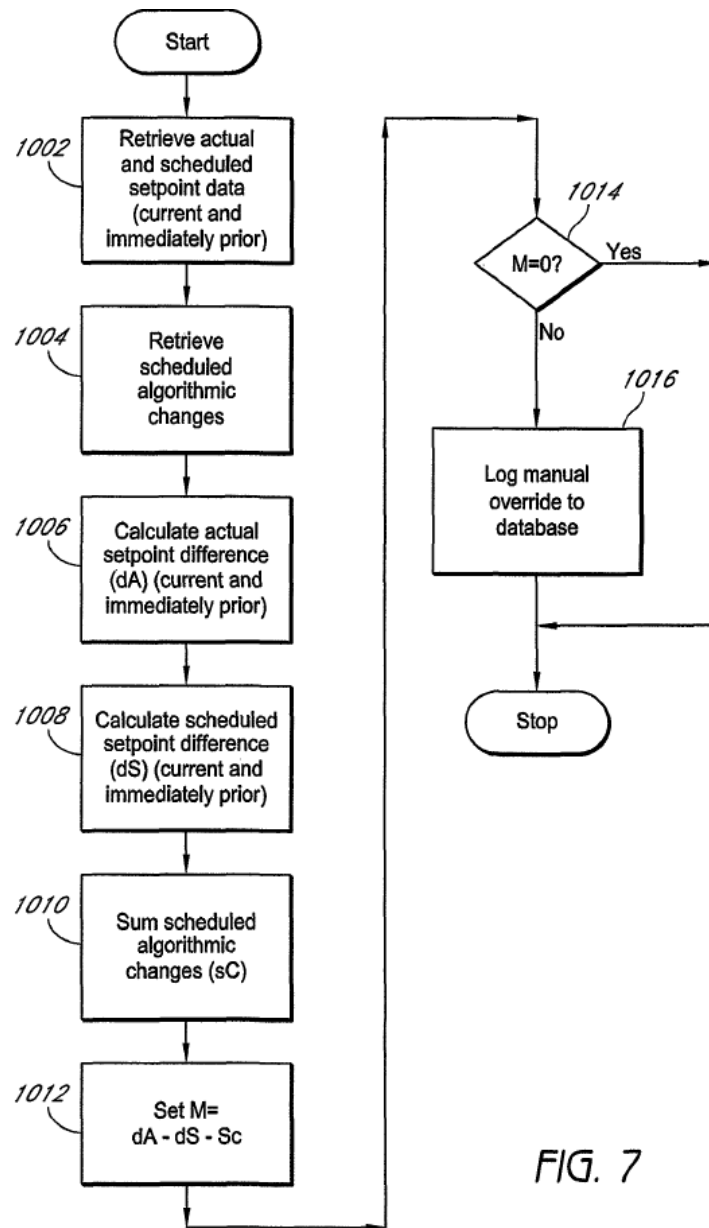 Start
1002
Retrieve actual
and scheduled
setpoint data
(current and
immediately prior)
1004
Retrieve
scheduled
algorithmic
changes
1006
Calculate actual
setpoint difference
(dA) (current and
immediately prior)
1008
Calculate scheduled
setpoint difference
(dS) (current and
immediately prior)
1010
Sum scheduled
algorithmic
changes (sC)
1012
Set M=
dA - dS - Sc
1014
M=0?
Yes
No
1016
Log manual
override to
database
Stop
FIG. 7